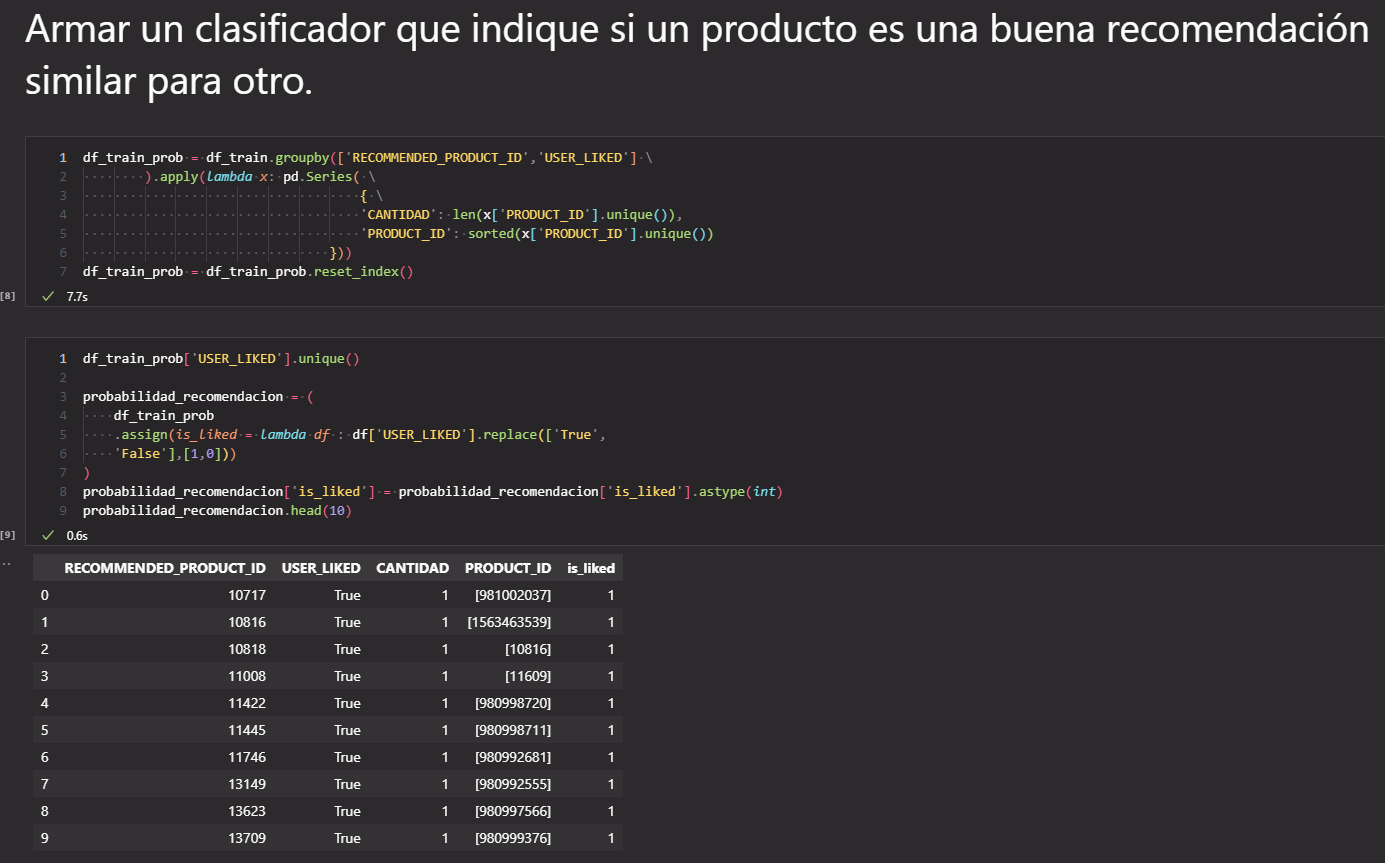 Armar un clasificador que indique si un producto es una buena recomendación
similar para otro.
1 df_train_prob = df_train.groupby(['RECOMMENDED_PRODUCT_ID','USER_LIKED'] \
2 ).apply(lambda x: pd.Series( \
3 { \
4 'CANTIDAD': len(x['PRODUCT_ID'].unique()),
5 'PRODUCT_ID': sorted(x['PRODUCT_ID'].unique())
6 }))
7 df_train_prob = df_train_prob.reset_index()
[8] ✓ 7.7s
1 df_train_prob['USER_LIKED'].unique()
2
3 probabilidad_recomendacion = (
4 df_train_prob
5 .assign(is_liked = lambda df : df['USER_LIKED'].replace(['True',
6 'False'],[1,0]))
7 )
8 probabilidad_recomendacion['is_liked'] = probabilidad_recomendacion['is_liked'].astype(int)
9 probabilidad_recomendacion.head(10)
[9] ✓ 0.6s
RECOMMENDED_PRODUCT_ID USER_LIKED CANTIDAD PRODUCT_ID is_liked
0 10717 True 1 [981002037] 1
1 10816 True 1 [1563463539] 1
2 10818 True 1 [10816] 1
3 11008 True 1 [11609] 1
4 11422 True 1 [980998720] 1
5 11445 True 1 [980998711] 1
6 11746 True 1 [980992681] 1
7 13149 True 1 [980992555] 1
8 13623 True 1 [980997566] 1
9 13709 True 1 [980999376] 1